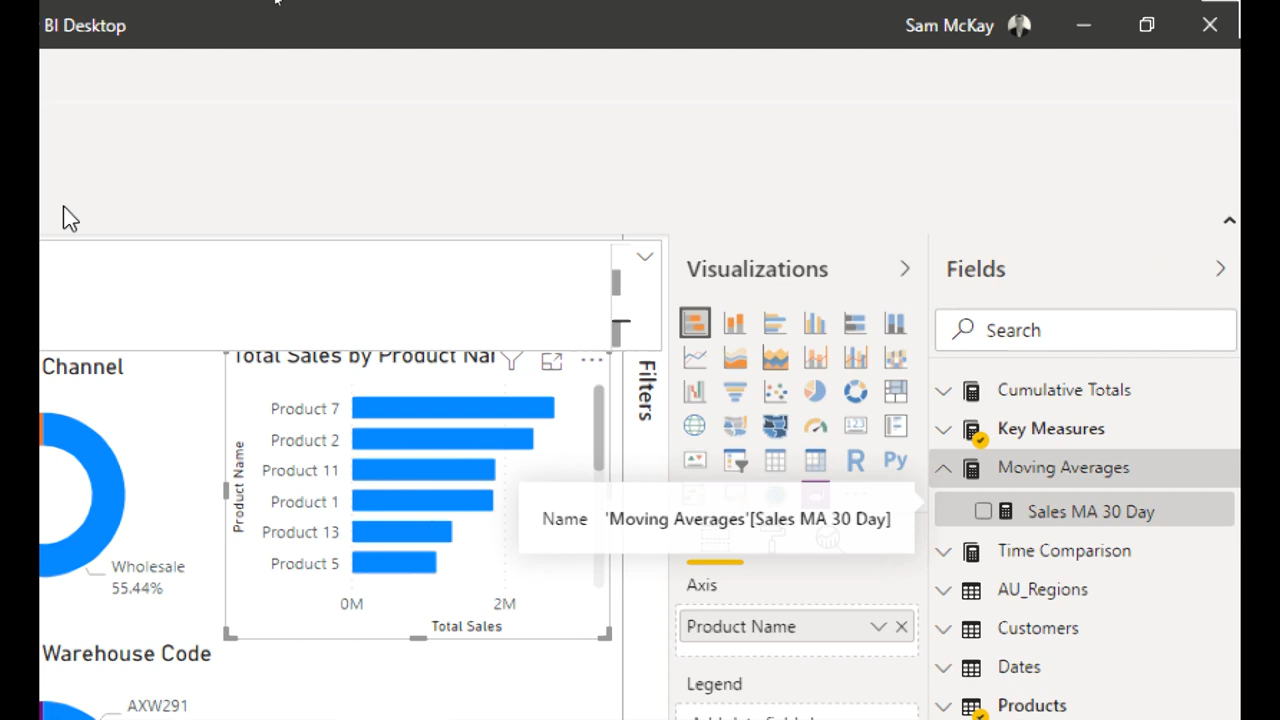 BI Desktop
Sam McKay
Channel
Wholesale
55.44%
Warehouse Code
AXW291
Total Sales by Product Nar
Product Name
Product 7
Product 2
Product 11
Product 1
Product 13
Product 5
0M
2M
Total Sales
Filters
Visualizations
123
R
Py
Name 'Moving Averages'[Sales MA 30 Day]
Axis
Product Name
Legend
Fields
Search
Cumulative Totals
Key Measures
Moving Averages
Sales MA 30 Day
Time Comparison
AU_Regions
Customers
Dates
Products